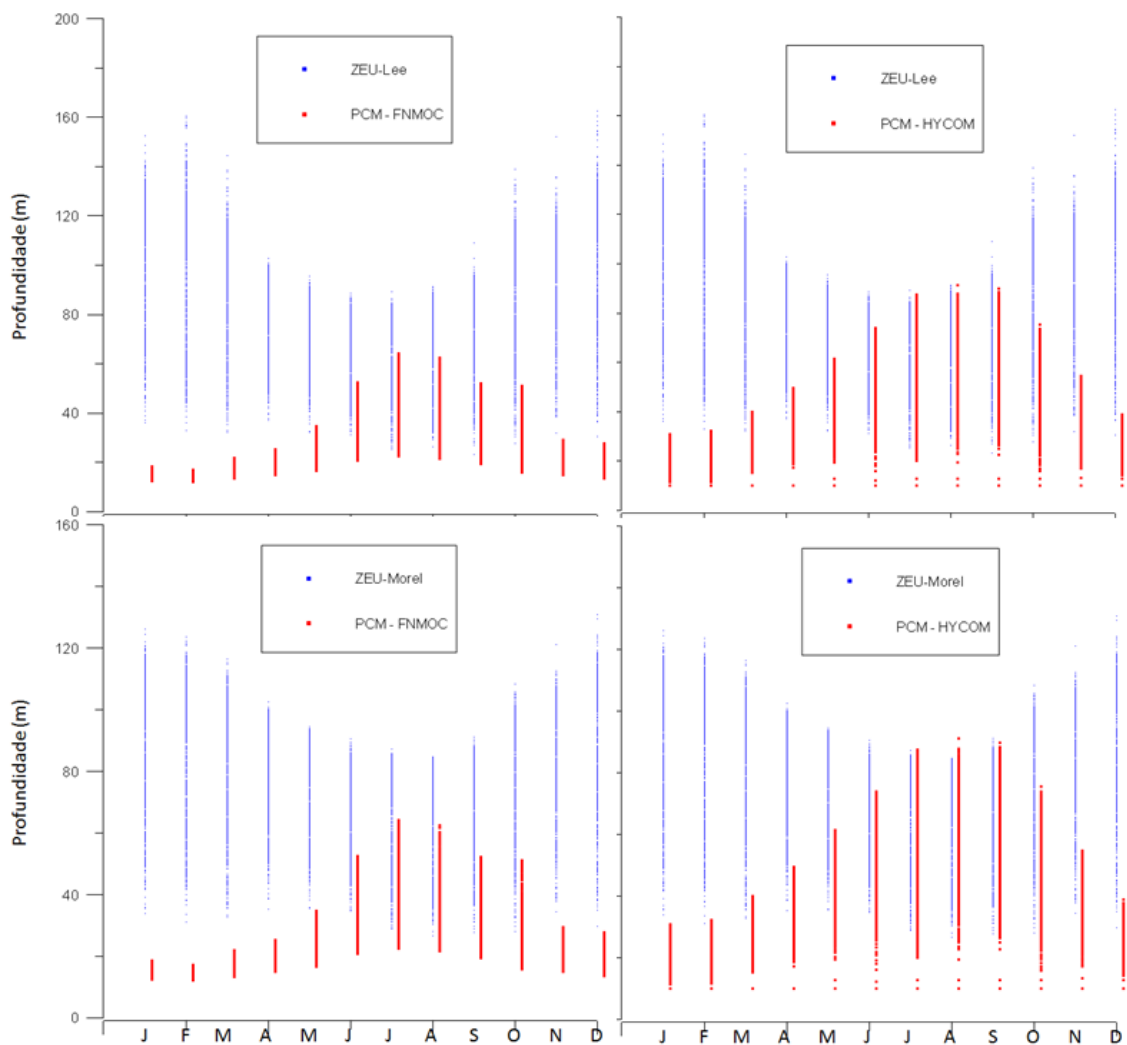 200
160
120
80
40
0
Profundidade (m)
ZEU-Lee
PCM - FNMOC
ZEU-Lee
PCM - HYCOM
160
120
80
40
0
Profundidade (m)
ZEU-Morel
PCM - FNMOC
ZEU-Morel
PCM - HYCOM
J F M A M J J A S O N D
J F M A M J J A S O N D